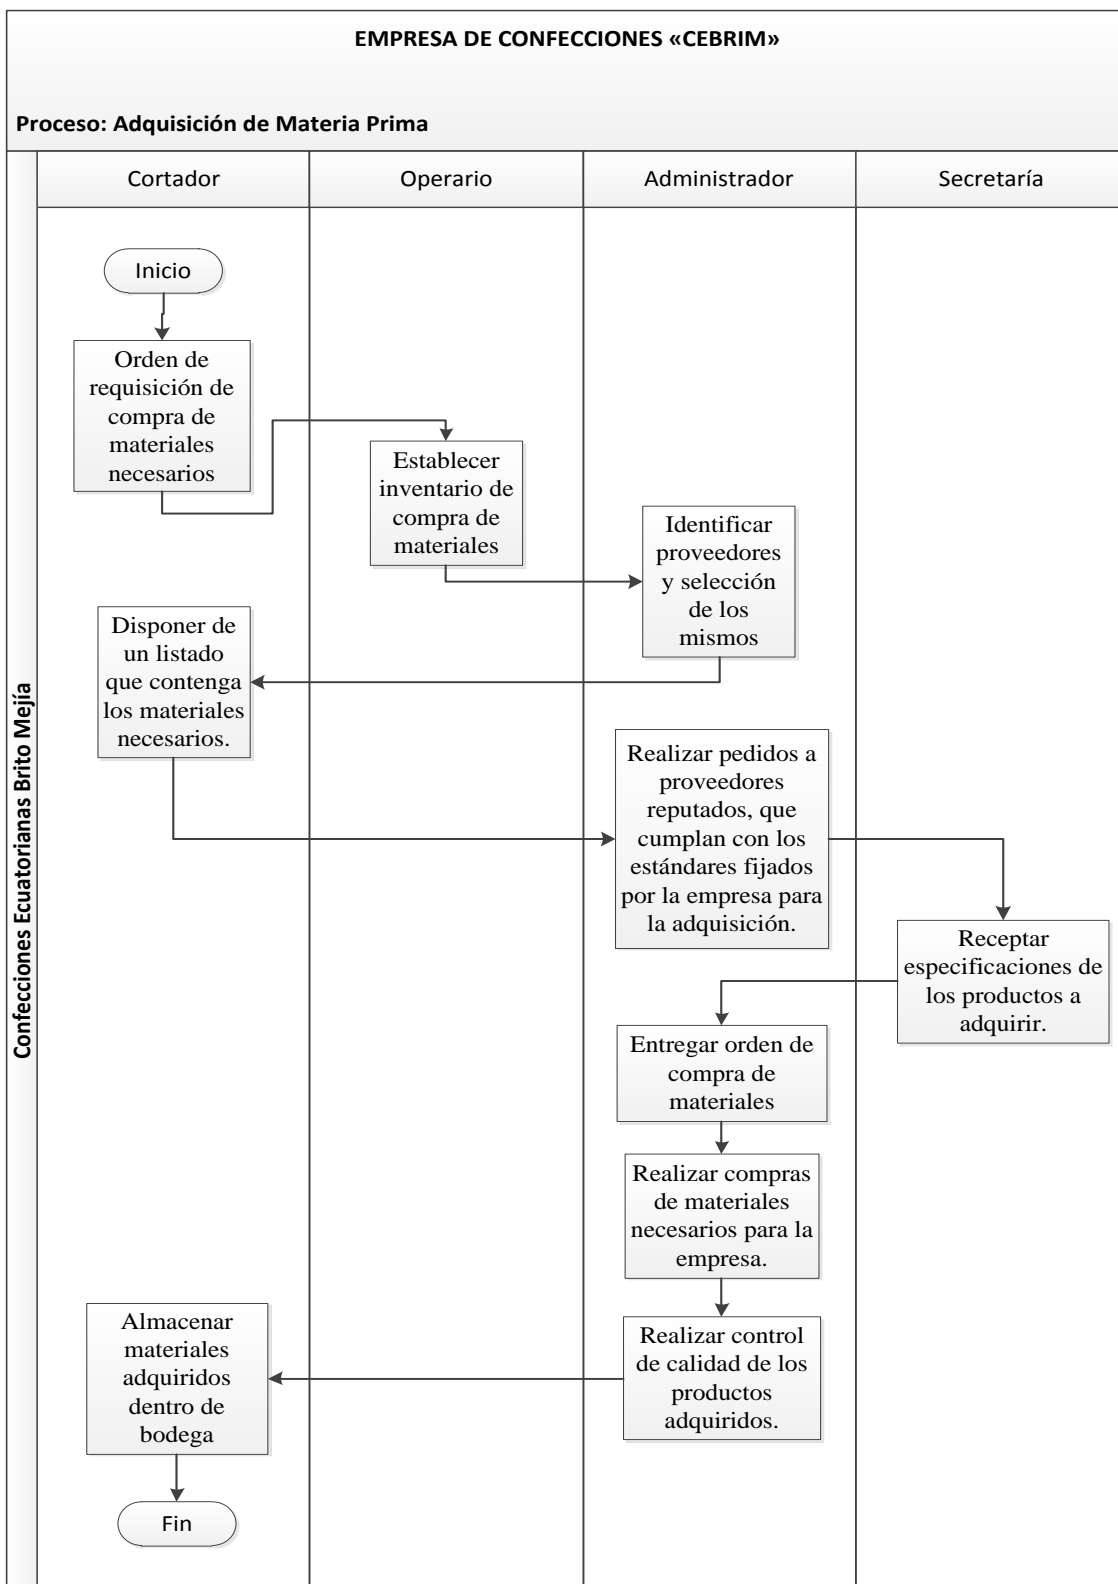 EMPRESA DE CONFECCIONES «CEBRIM»
Proceso: Adquisición de Materia Prima
Confecciones Ecuatorianas Brito Mejía
Cortador
Operario
Administrador
Secretaría
Inicio
Orden de
requisición de
compra de
materiales
necesarios
Establecer
inventario de
compra de
materiales
Identificar
proveedores
y selección
de los
mismos
Disponer de
un listado
que contenga
los materiales
necesarios.
Realizar pedidos a
proveedores
reputados, que
cumplan con los
estándares fijados
por la empresa para
la adquisición.
Receptar
especificaciones de
los productos a
adquirir.
Entregar orden de
compra de
materiales
Realizar compras
de materiales
necesarios para la
empresa.
Realizar control
de calidad de los
productos
adquiridos.
Almacenar
materiales
adquiridos
dentro de
bodega
Fin